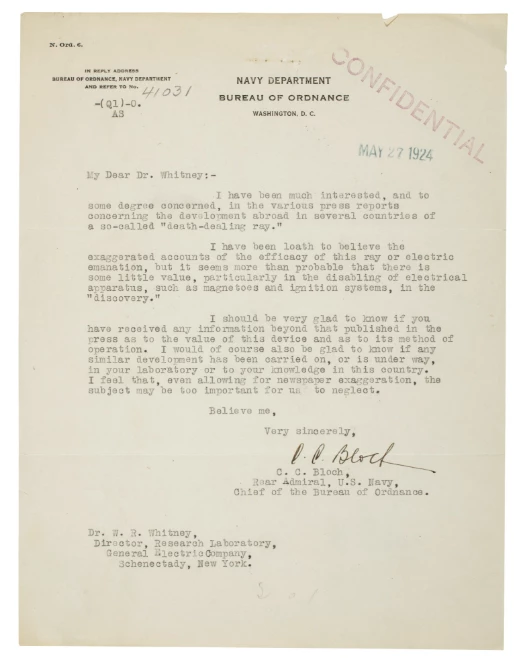 N. Ord. 6.
IN REPLY ADDRESS
BUREAU OF ORDNANCE, NAVY DEPARTMENT
AND REFER TO No. 41031
-(Q1)-O.
AS
NAVY DEPARTMENT
BUREAU OF ORDNANCE
WASHINGTON, D. C.
CONFIDENTIAL
MAY 27 1924
My Dear Dr. Whitney:-
I have been much interested, and to
some degree concerned, in the various press reports
concerning the development abroad in several countries of
a so-called "death-dealing ray."
I have been loath to believe the
exaggerated accounts of the efficacy of this ray or electric
emanation, but it seems more than probable that there is
some little value, particularly in the disabling of electrical
apparatus, such as magnetoes and ignition systems, in the
"discovery."
I should be very glad to know if you
have received any information beyond that published in the
press as to the value of this device and as to its method of
operation. I would of course also be glad to know if any
similar development has been carried on, or is under way,
in your laboratory or to your knowledge in this country.
I feel that, even allowing for newspaper exaggeration, the
subject may be too important for us to neglect.
Believe me,
Very sincerely,
C. C. Bloch
C. C. Bloch,
Rear Admiral, U.S. Navy,
Chief of the Bureau of Ordnance.
Dr. W. R. Whitney,
Director, Research Laboratory,
General ElectricCompany,
Schenectady, New York.